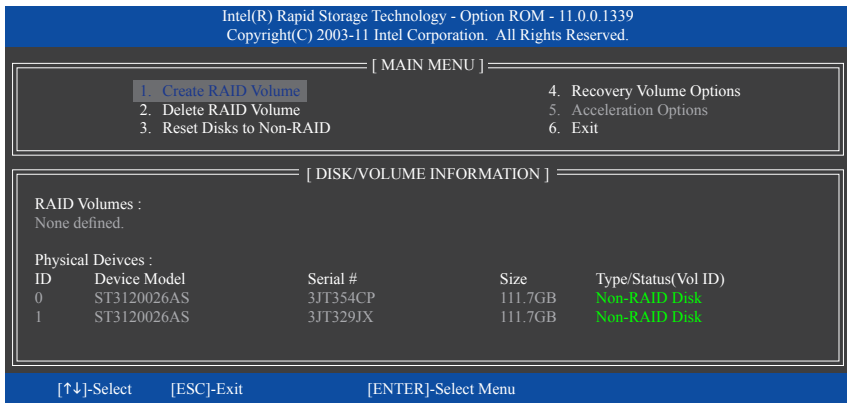 Intel(R) Rapid Storage Technology - Option ROM - 11.0.0.1339
Copyright(C) 2003-11 Intel Corporation.  All Rights Reserved.
[ MAIN MENU ]
1. Create RAID Volume
2. Delete RAID Volume
3. Reset Disks to Non-RAID
4. Recovery Volume Options
5. Acceleration Options
6. Exit
[ DISK/VOLUME INFORMATION ]
RAID Volumes :
None defined.
Physical Deivces :
ID Device Model Serial # Size Type/Status(Vol ID)
0 ST3120026AS 3JT354CP 111.7GB Non-RAID Disk
1 ST3120026AS 3JT329JX 111.7GB Non-RAID Disk
[↑↓]-Select [ESC]-Exit [ENTER]-Select Menu